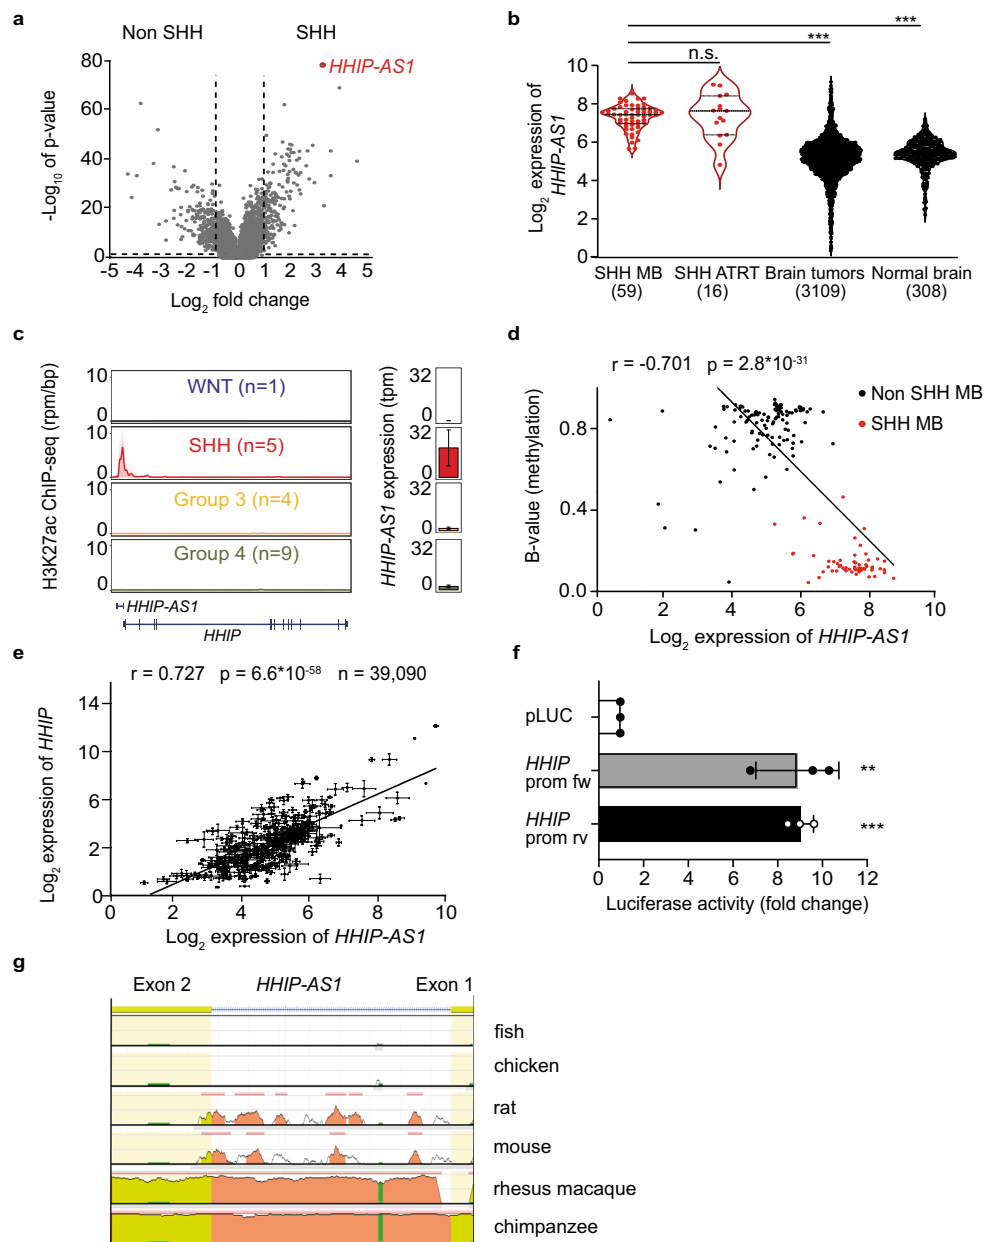 a
Non SHH
SHH
HHIP-AS1
-Log10 of p-value
80
60
40
20
0
-5 -4 -3 -2 -1 0 1 2 3 4 5
Log2 fold change
b
***
***
n.s.
Log2 expression of
HHIP-AS1
10
8
6
4
2
0
SHH MB SHH ATRT Brain tumors Normal brain
(59) (16) (3109) (308)
c
H3K27ac ChIP-seq (rpm/bp)
10
0
WNT (n=1)
10
0
SHH (n=5)
10
0
Group 3 (n=4)
10
0
Group 4 (n=9)
HHIP-AS1
HHIP
HHIP-AS1 expression (tpm)
32
0
32
0
32
0
32
0
d
r = -0.701 p = 2.8*10-31
Non SHH MB
SHH MB
B-value (methylation)
0.8
0.4
0.0
0 2 4 6 8 10
Log2 expression of HHIP-AS1
e
r = 0.727 p = 6.6*10-58 n = 39,090
Log2 expression of HHIP
14
10
6
2
0
0 2 4 6 8 10
Log2 expression of HHIP-AS1
f
pLUC
HHIP
prom fw
**
HHIP
prom rv
***
0 2 4 6 8 10 12
Luciferase activity (fold change)
g
Exon 2 HHIP-AS1 Exon 1
fish
chicken
rat
mouse
rhesus macaque
chimpanzee